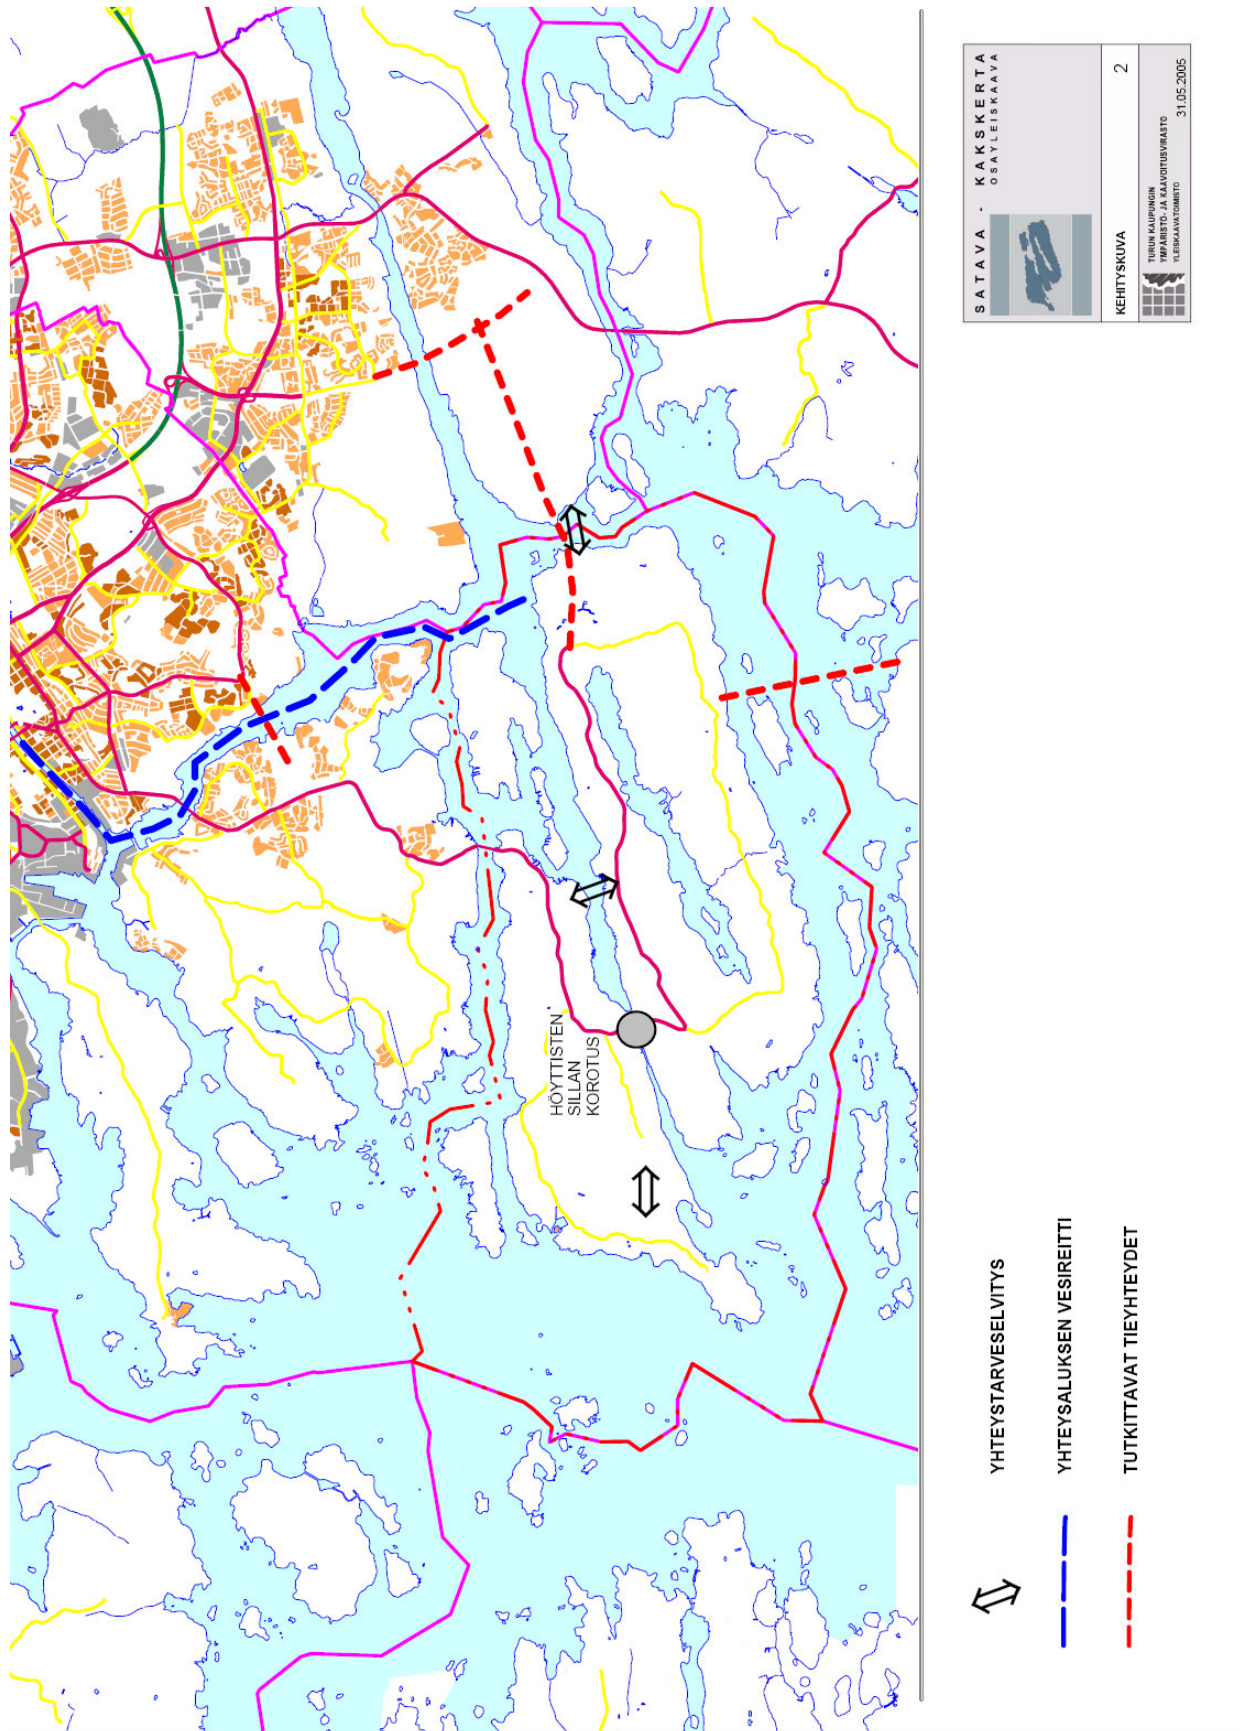 HÖYTTISTEN
SILLAN
KOROTUS
YHTEYSTARVESELVITYS
YHTEYSALUKSEN VESIREITTI
TUTKITTAVAT TIEYHTEYDET
SATAVA - KAKSKERTA
OSAYLEISKAAVA
KEHITYSKUVA 2
TURUN KAUPUNGIN
YMPÄRISTÖ- JA KAAVOITUSVIRASTO
YLEISKAAVATOIMISTO
31.05.2005